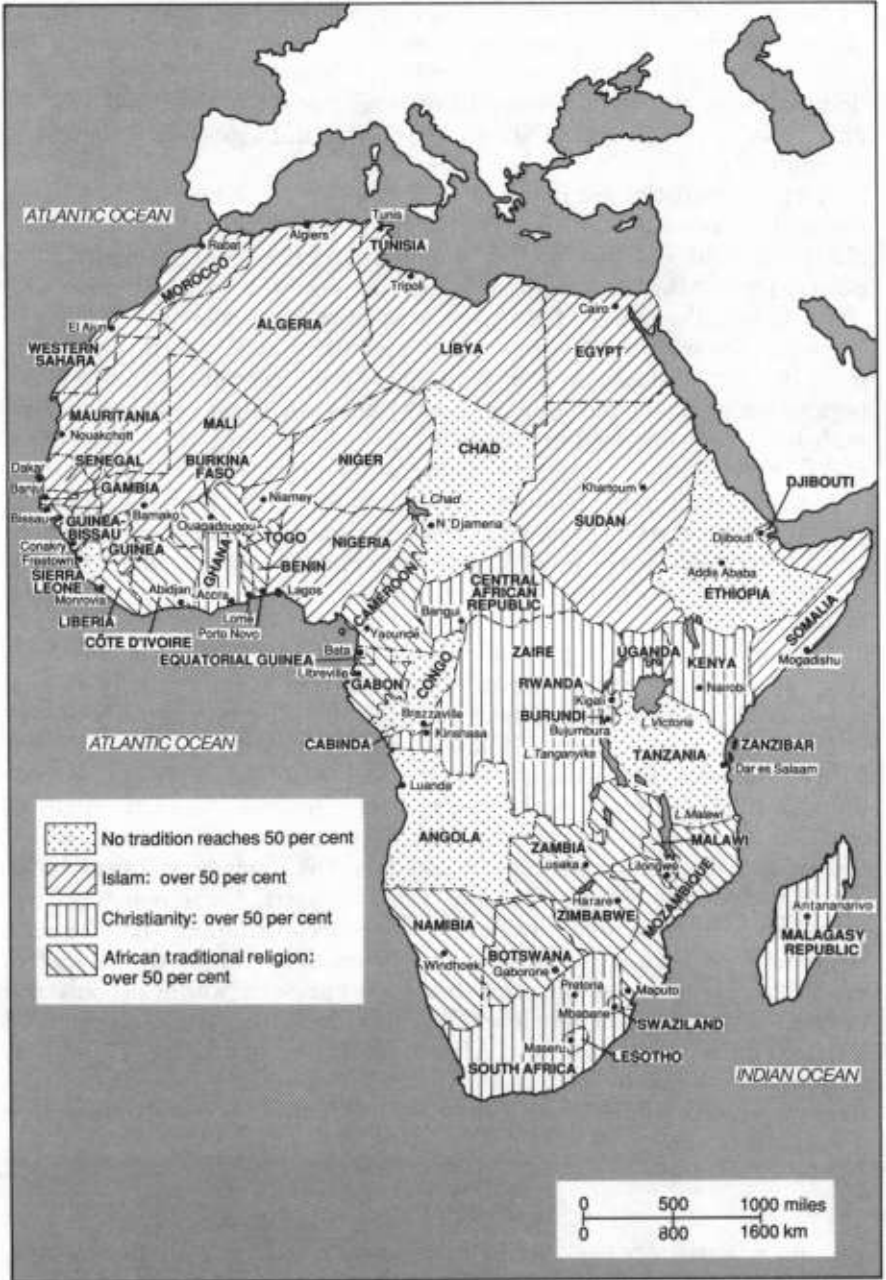 ATLANTIC OCEAN
Tunis
Algiers
Rabat
TUNISIA
MOROCCO
Tripoli
Cairo
El Ajun
ALGERIA
LIBYA
EGYPT
WESTERN
SAHARA
MAURITANIA
Nouakchott
MALI
NIGER
CHAD
SENEGAL
BURKINA
FASO
Dakar
Banjul
GAMBIA
Niamey
L.Chad
Khartoum
DJIBOUTI
Bissau
Bamako
Ouagadougou
N'Djamena
SUDAN
Djibouti
GUINEA-
BISSAU
TOGO
NIGERIA
Conakry
GUINEA
GHANA
BENIN
Addis Ababa
Freetown
SIERRA
LEONE
Abidjan
Accra
Lagos
CAMEROON
CENTRAL
AFRICAN
REPUBLIC
ETHIOPIA
SOMALIA
Monrovia
Lomé
Porto Novo
Bangui
LIBERIA
CÔTE D'IVOIRE
Yaoundé
EQUATORIAL GUINEA
Bata
ZAIRE
UGANDA
KENYA
Mogadishu
Libreville
GABON
CONGO
RWANDA
Kigali
Nairobi
Brazzaville
BURUNDI
Bujumbura
L.Victoria
ATLANTIC OCEAN
Kinshasa
CABINDA
L.Tanganyika
TANZANIA
ZANZIBAR
Dar es Salaam
Luanda
L.Malawi
ANGOLA
ZAMBIA
MALAWI
Lusaka
Lilongwe
MOZAMBIQUE
Harare
ZIMBABWE
Antananarivo
NAMIBIA
MALAGASY
REPUBLIC
Windhoek
BOTSWANA
Gaborone
Pretoria
Maputo
Mbabane
SWAZILAND
Maseru
LESOTHO
SOUTH AFRICA
INDIAN OCEAN
No tradition reaches 50 per cent
Islam: over 50 per cent
Christianity: over 50 per cent
African traditional religion:
over 50 per cent
0 500 1000 miles
0 800 1600 km